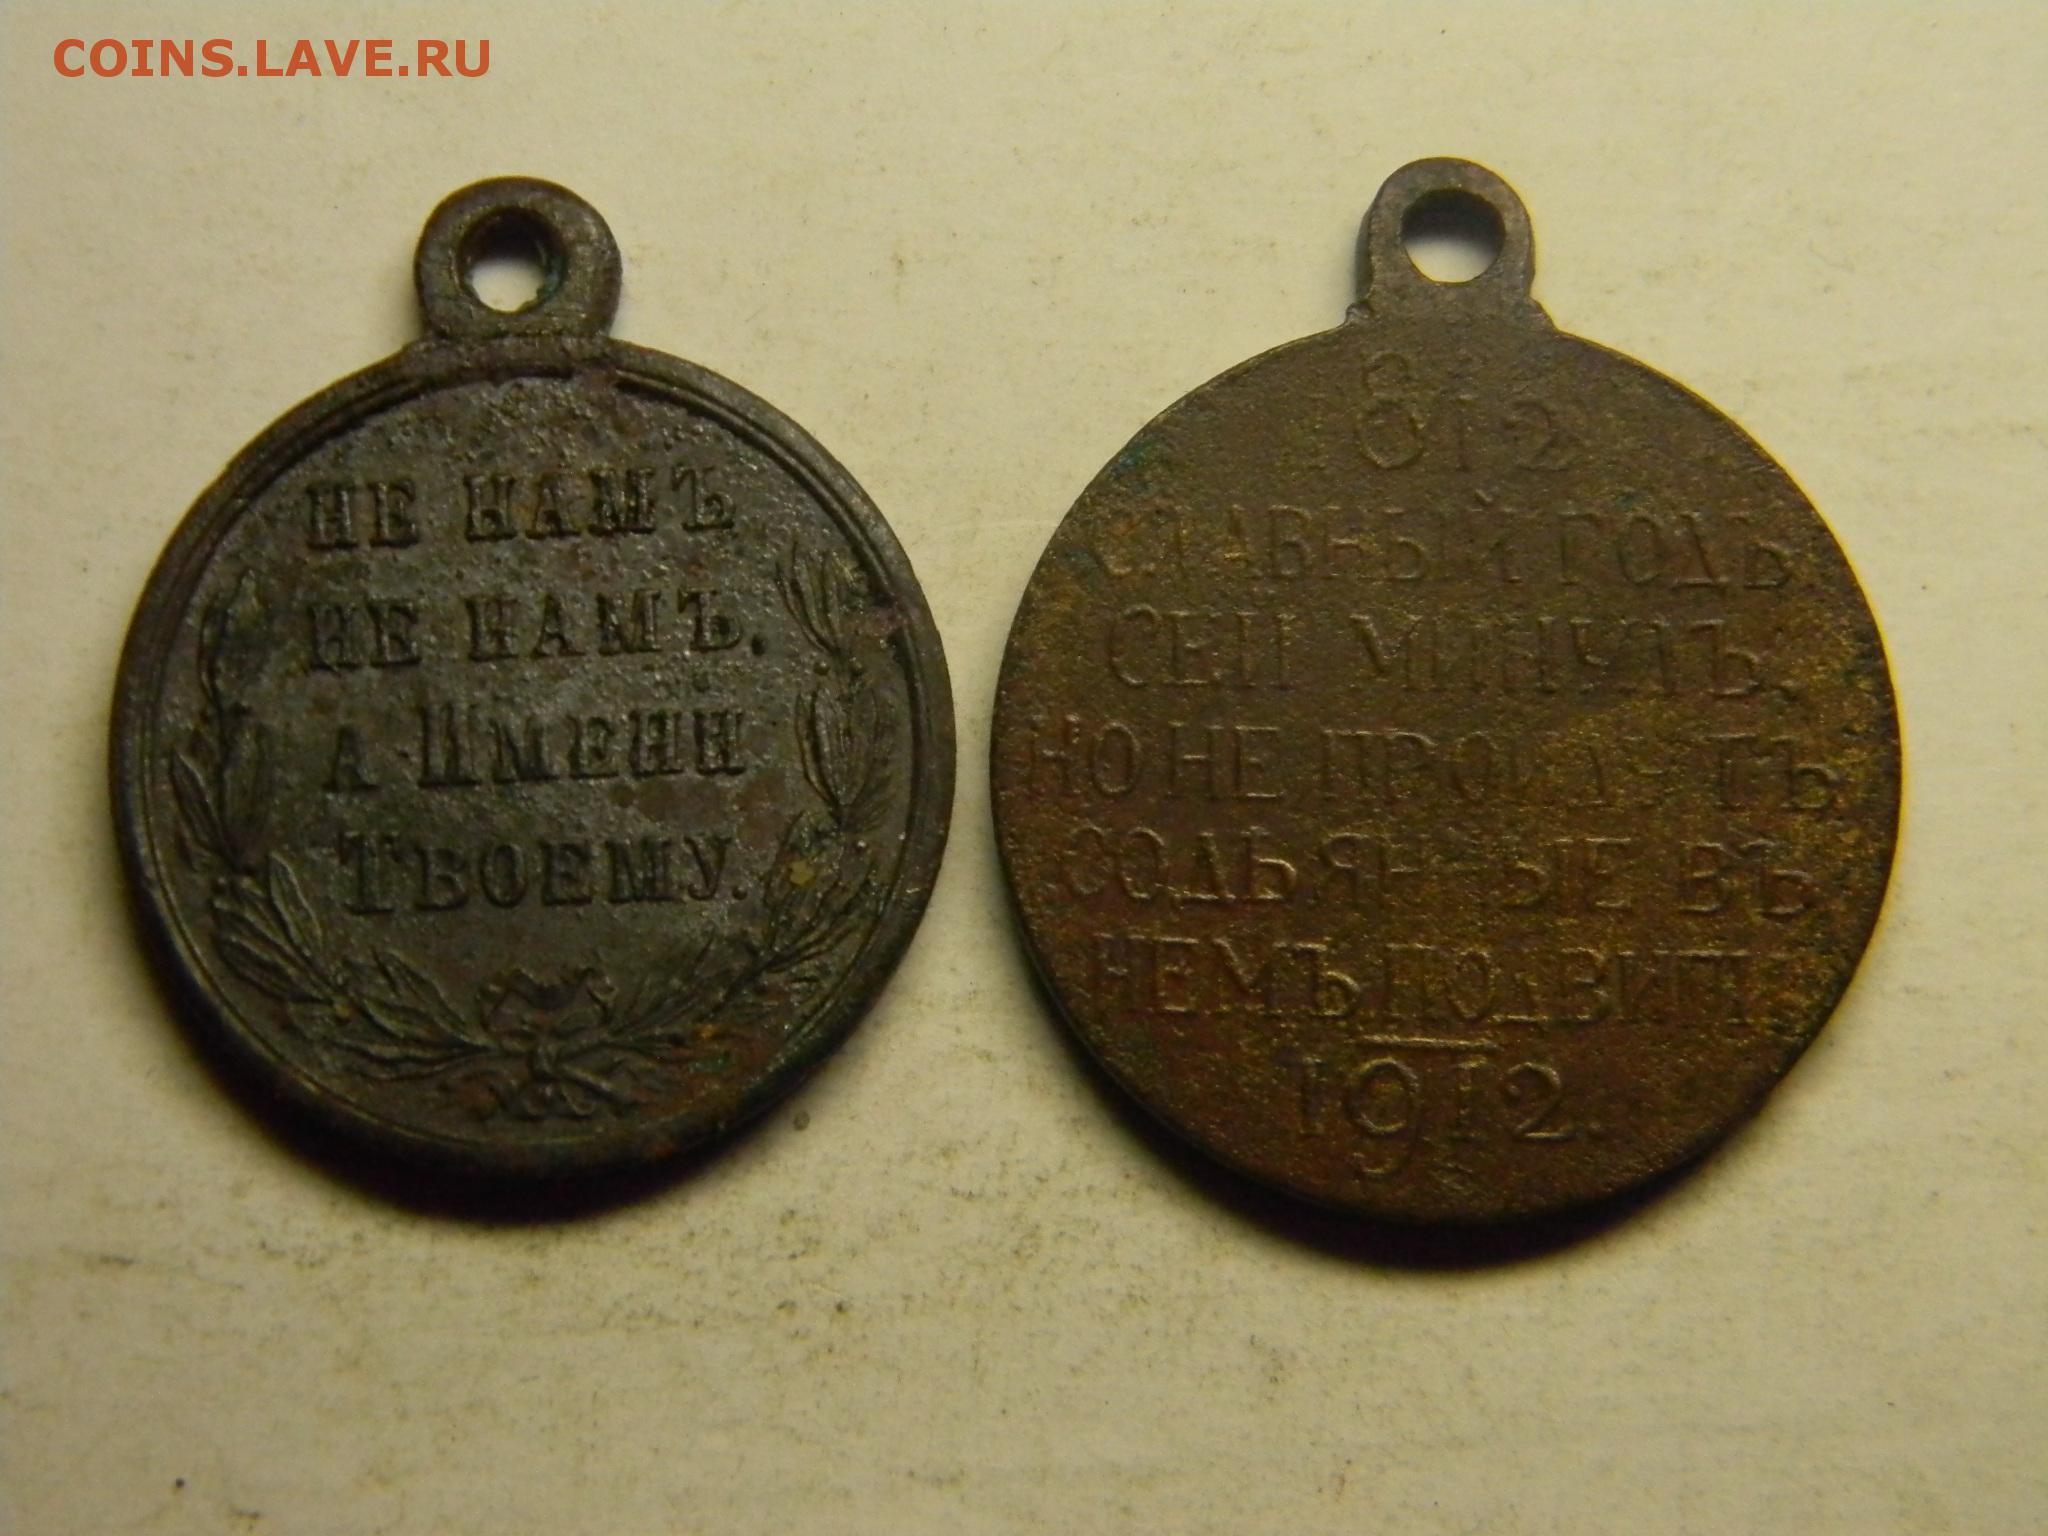 COINS.LAVE.RU
НЕ НАМЪ
НЕ НАМЪ.
А ИМЕНИ
ТВОЕМУ.
1812
СЛАВНЫЙ ГОДЪ
СЕЙ МИНУЛЪ,
НО НЕ ПРОЙДУТЪ
СОДѢЯННЫЕ ВЪ
НЕМЪ ПОДВИГИ
1912.